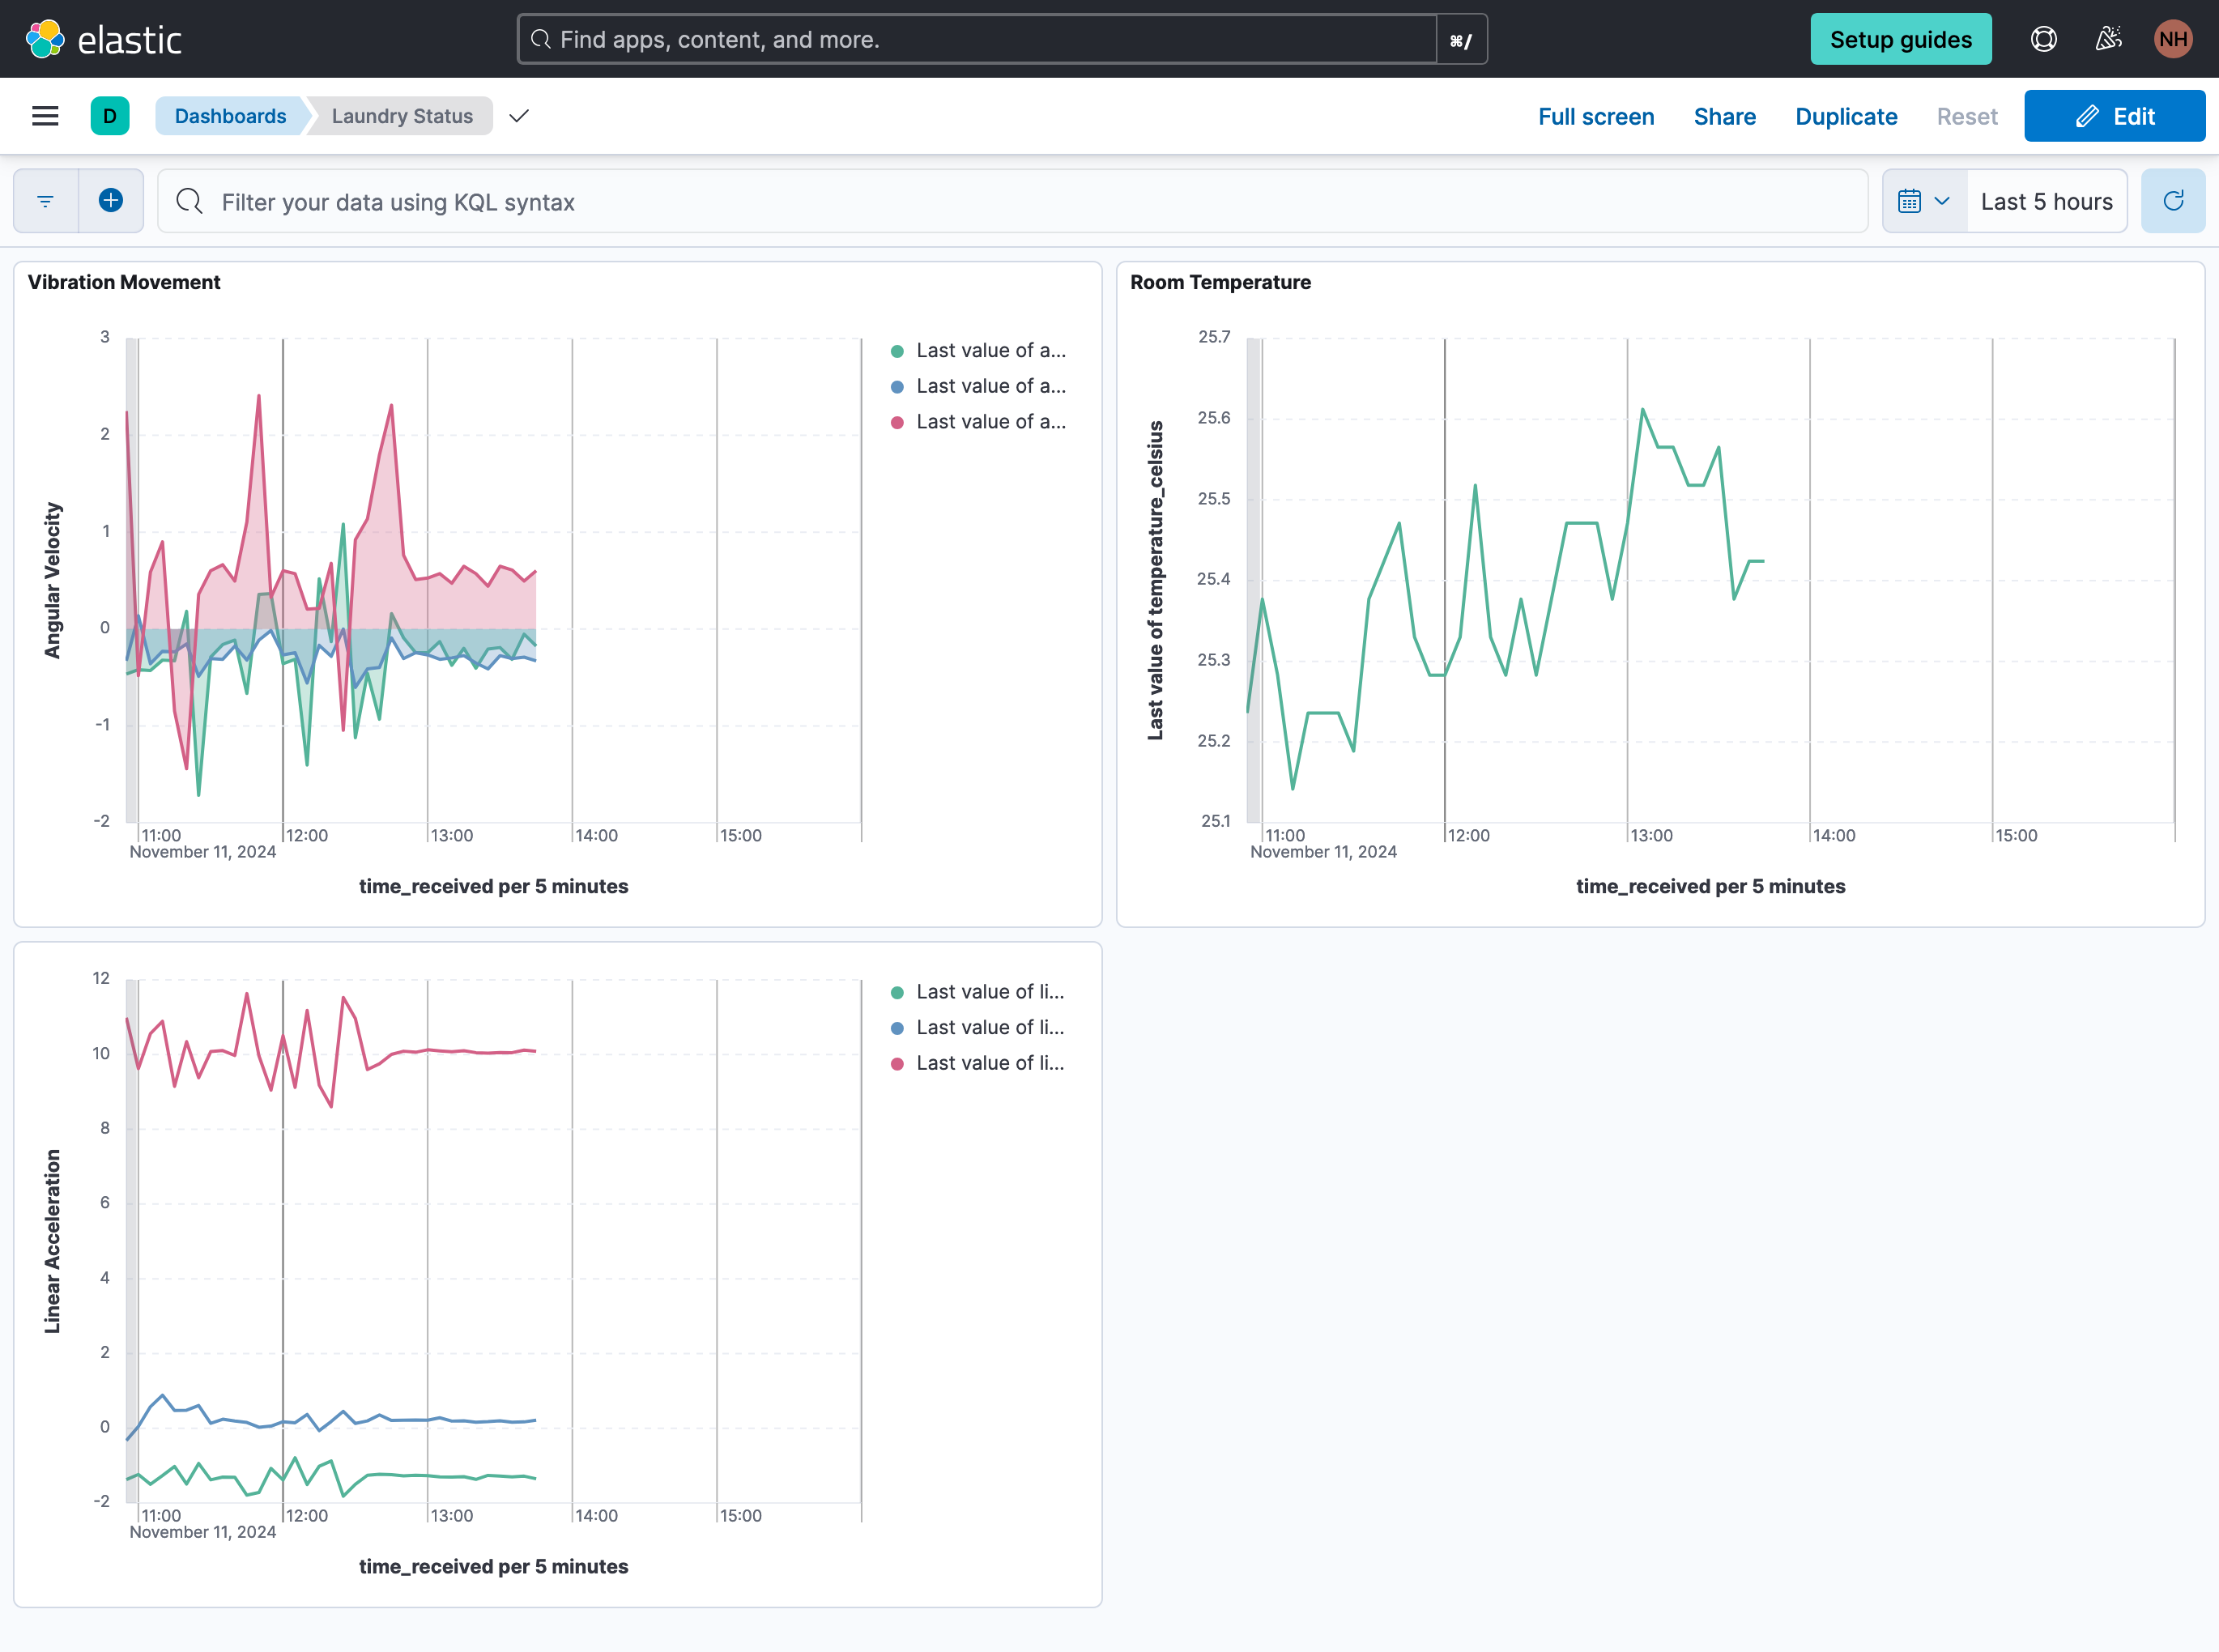 elastic
Find apps, content, and more.
⌘/
Setup guides
NH
D
Dashboards
Laundry Status
Full screen
Share
Duplicate
Reset
Edit
Filter your data using KQL syntax
Last 5 hours
Vibration Movement
Angular Velocity
3
2
1
0
-1
-2
11:00
12:00
13:00
14:00
15:00
November 11, 2024
time_received per 5 minutes
Last value of a...
Last value of a...
Last value of a...
Room Temperature
Last value of temperature_celsius
25.7
25.6
25.5
25.4
25.3
25.2
25.1
11:00
12:00
13:00
14:00
15:00
November 11, 2024
time_received per 5 minutes
Linear Acceleration
12
10
8
6
4
2
0
-2
11:00
12:00
13:00
14:00
15:00
November 11, 2024
time_received per 5 minutes
Last value of li...
Last value of li...
Last value of li...